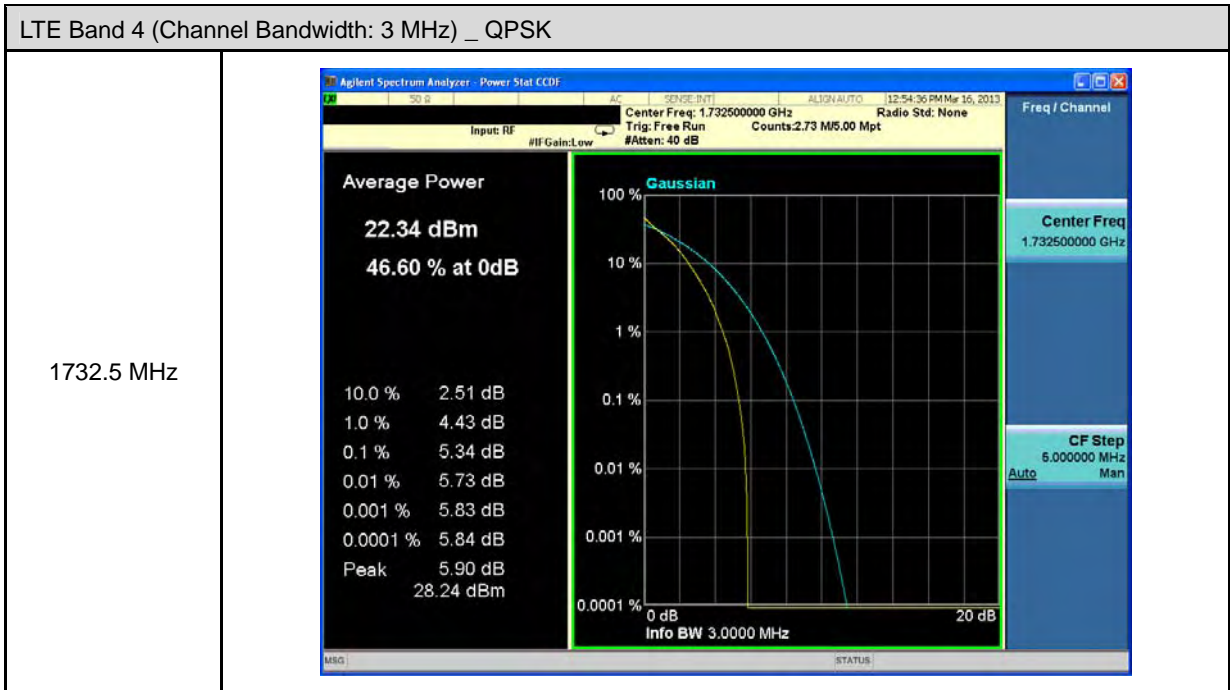 LTE Band 4 (Channel Bandwidth: 3 MHz) _ QPSK
1732.5 MHz
Agilent Spectrum Analyzer - Power Stat CCDF
50 Ω AC SENSE:INT ALIGN AUTO 12:54:36 PM Mar 16, 2013
Center Freq: 1.732500000 GHz Radio Std: None
Input: RF Trig: Free Run Counts:2.73 M/5.00 Mpt
#IFGain:Low #Atten: 40 dB
Freq / Channel
Average Power
22.34 dBm
46.60 % at 0dB
10.0 % 2.51 dB
1.0 % 4.43 dB
0.1 % 5.34 dB
0.01 % 5.73 dB
0.001 % 5.83 dB
0.0001 % 5.84 dB
Peak 5.90 dB
28.24 dBm
Gaussian
100 %
10 %
1 %
0.1 %
0.01 %
0.001 %
0.0001 %
0 dB 20 dB
Info BW 3.0000 MHz
Center Freq
1.732500000 GHz
CF Step
5.000000 MHz
Auto Man
MSG STATUS